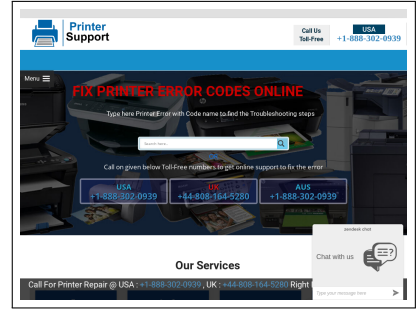 Printer
Support
Call Us
Toll-Free
USA
+1-888-302-0939
Menu
FIX PRINTER ERROR CODES ONLINE
Type here Printer Error with Code name to find the Troubleshooting steps
Search here..
Call on given below Toll-Free numbers to get online support to fix the error
USA
+1-888-302-0939
UK
+44-808-164-5280
AUS
+1-888-302-0939
zendesk chat
Chat with us
Our Services
Call For Printer Repair @ USA : +1-888-302-0939 , UK : +44-808-164-5280 Right
Type your message here